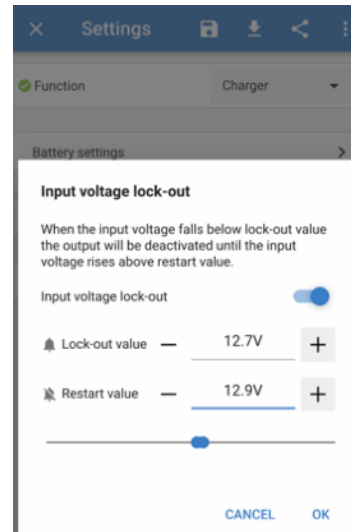 Settings
Function Charger
Battery settings
Input voltage lock-out
When the input voltage falls below lock-out value
the output will be deactivated until the input
voltage rises above restart value.
Input voltage lock-out
Lock-out value — 12.7V +
Restart value — 12.9V +
CANCEL OK